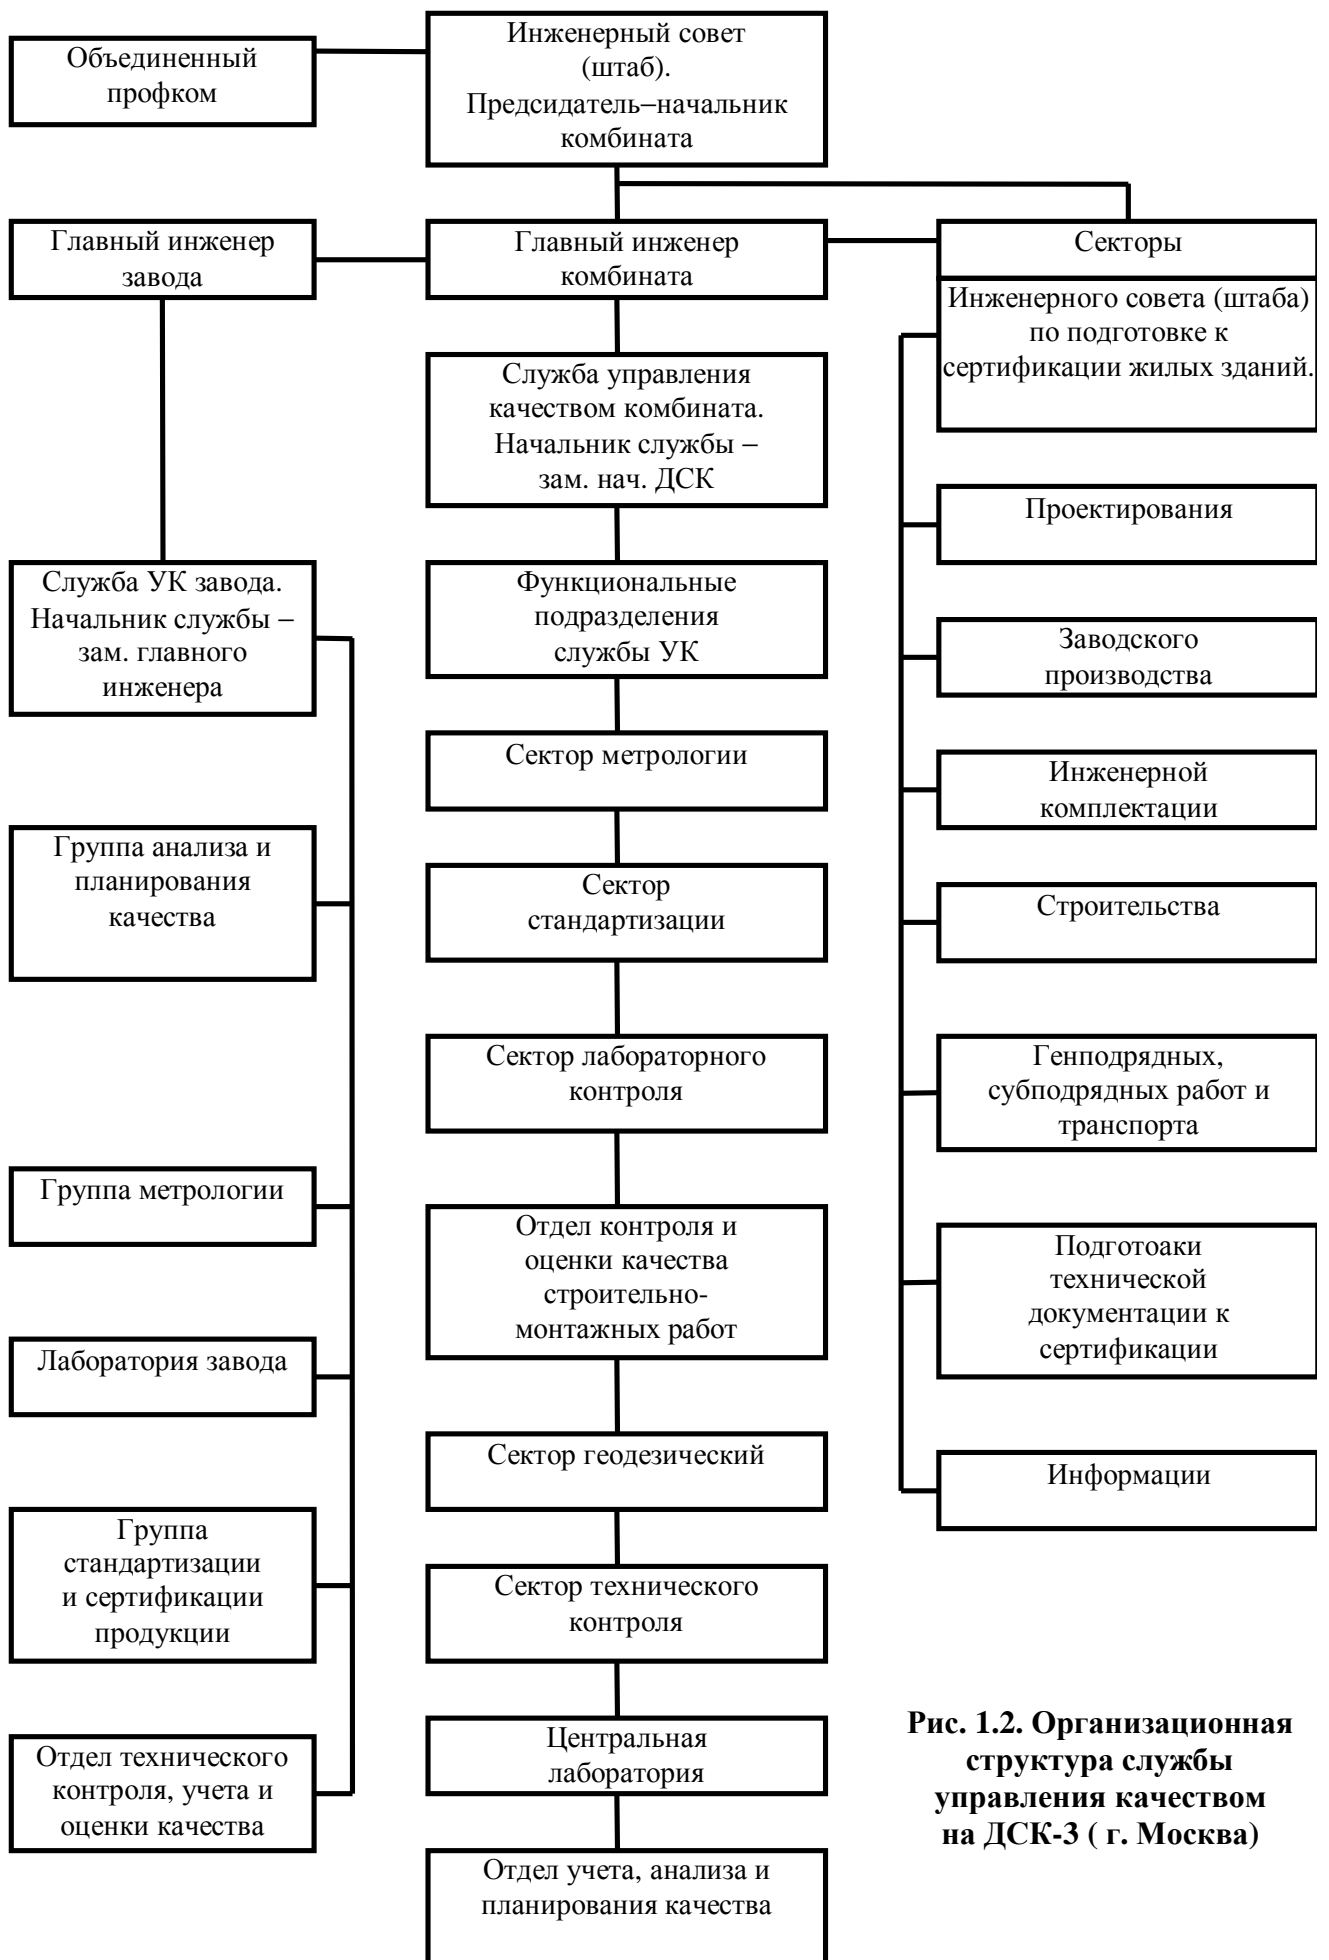 Объединенный
профком
Инженерный совет
(штаб).
Предсидатель–начальник
комбината
Главный инженер
завода
Главный инженер
комбината
Секторы
Инженерного совета (штаба)
по подготовке к
сертификации жилых зданий.
Служба управления
качеством комбината.
Начальник службы –
зам. нач. ДСК
Проектирования
Служба УК завода.
Начальник службы –
зам. главного
инженера
Функциональные
подразделения
службы УК
Заводского
производства
Сектор метрологии
Инженерной
комплектации
Группа анализа и
планирования
качества
Сектор
стандартизации
Строительства
Сектор лабораторного
контроля
Генподрядных,
субподрядных работ и
транспорта
Группа метрологии
Отдел контроля и
оценки качества
строительно-
монтажных работ
Подготоаки
технической
документации к
сертификации
Лаборатория завода
Сектор геодезический
Информации
Группа
стандартизации
и сертификации
продукции
Сектор технического
контроля
Отдел технического
контроля, учета и
оценки качества
Центральная
лаборатория
Отдел учета, анализа и
планирования качества
Рис. 1.2. Организационная
структура службы
управления качеством
на ДСК-3 ( г. Москва)